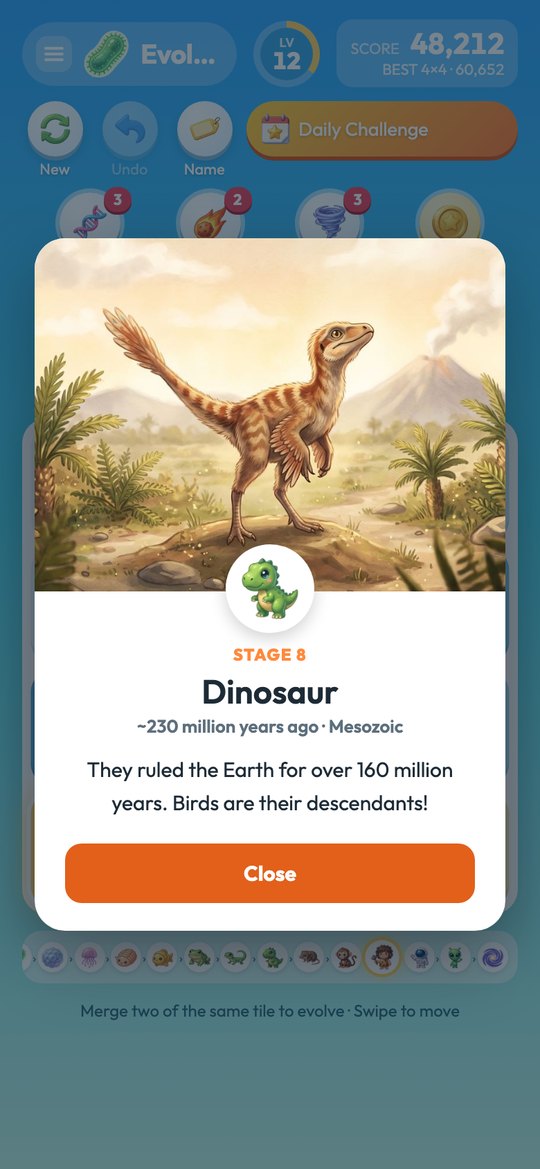 Evol...
LV
12
SCORE 48,212
BEST 4×4 · 60,652
New
Undo
Name
Daily Challenge
3
2
3
STAGE 8
Dinosaur
~230 million years ago · Mesozoic
They ruled the Earth for over 160 million
years. Birds are their descendants!
Close
Merge two of the same tile to evolve · Swipe to move